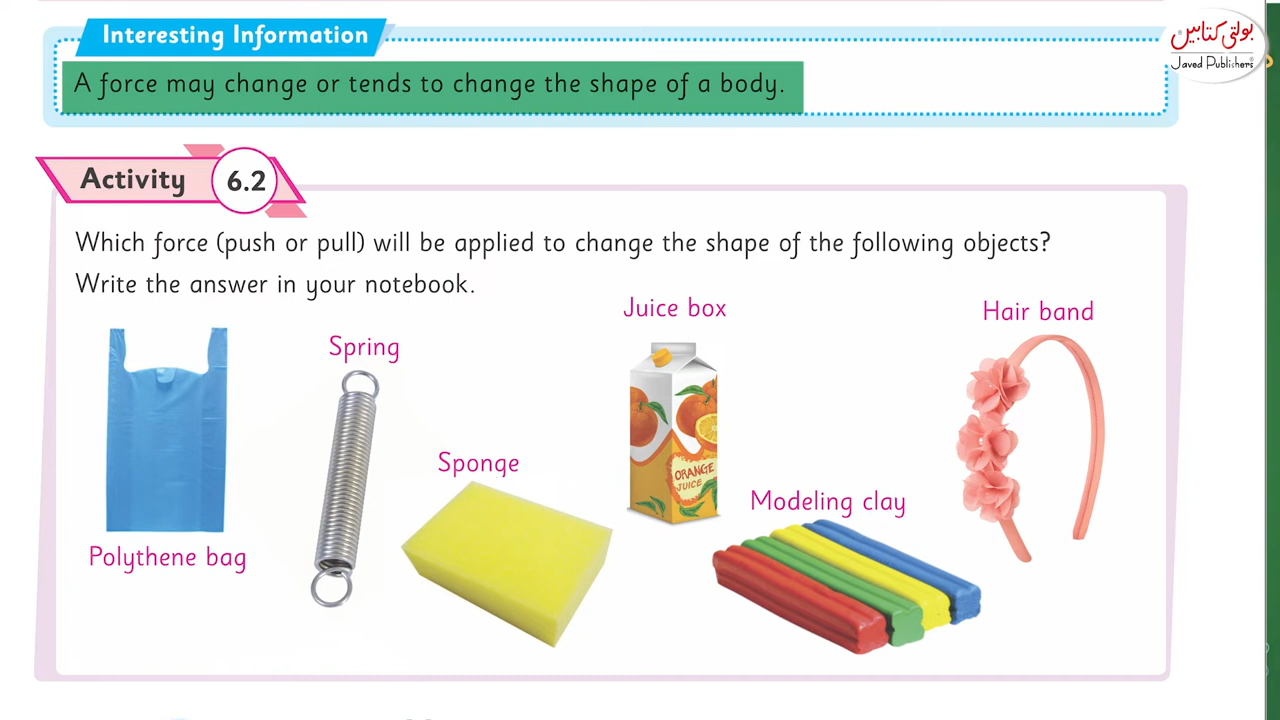 Interesting Information
بولتی کتابیں
Javed Publishers
A force may change or tends to change the shape of a body.
Activity 6.2
Which force (push or pull) will be applied to change the shape of the following objects?
Write the answer in your notebook.
Juice box
Hair band
Spring
Sponge
ORANGE
JUICE
Modeling clay
Polythene bag